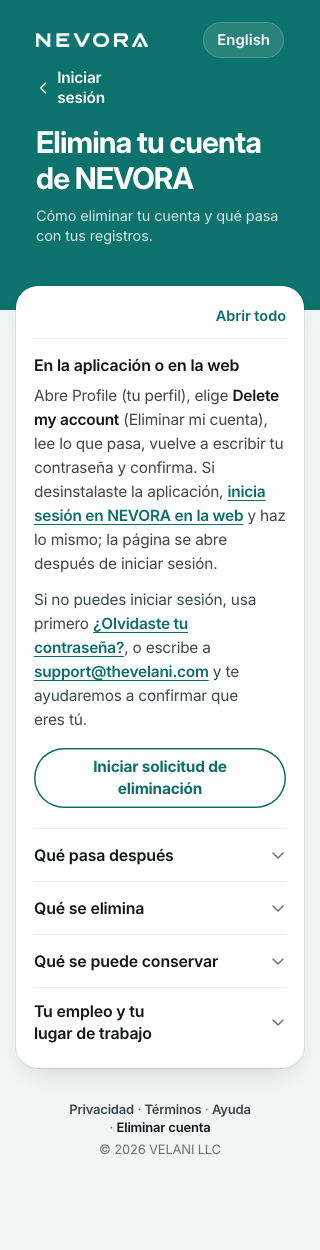 NEVORA
English
Iniciar
sesión
Elimina tu cuenta
de NEVORA
Cómo eliminar tu cuenta y qué pasa
con tus registros.
Abrir todo
En la aplicación o en la web
Abre Profile (tu perfil), elige Delete
my account (Eliminar mi cuenta),
lee lo que pasa, vuelve a escribir tu
contraseña y confirma. Si
desinstalaste la aplicación, inicia
sesión en NEVORA en la web y haz
lo mismo; la página se abre
después de iniciar sesión.
Si no puedes iniciar sesión, usa
primero ¿Olvidaste tu
contraseña?, o escribe a
support@thevelani.com y te
ayudaremos a confirmar que
eres tú.
Iniciar solicitud de
eliminación
Qué pasa después
Qué se elimina
Qué se puede conservar
Tu empleo y tu
lugar de trabajo
Privacidad · Términos · Ayuda
· Eliminar cuenta
© 2026 VELANI LLC